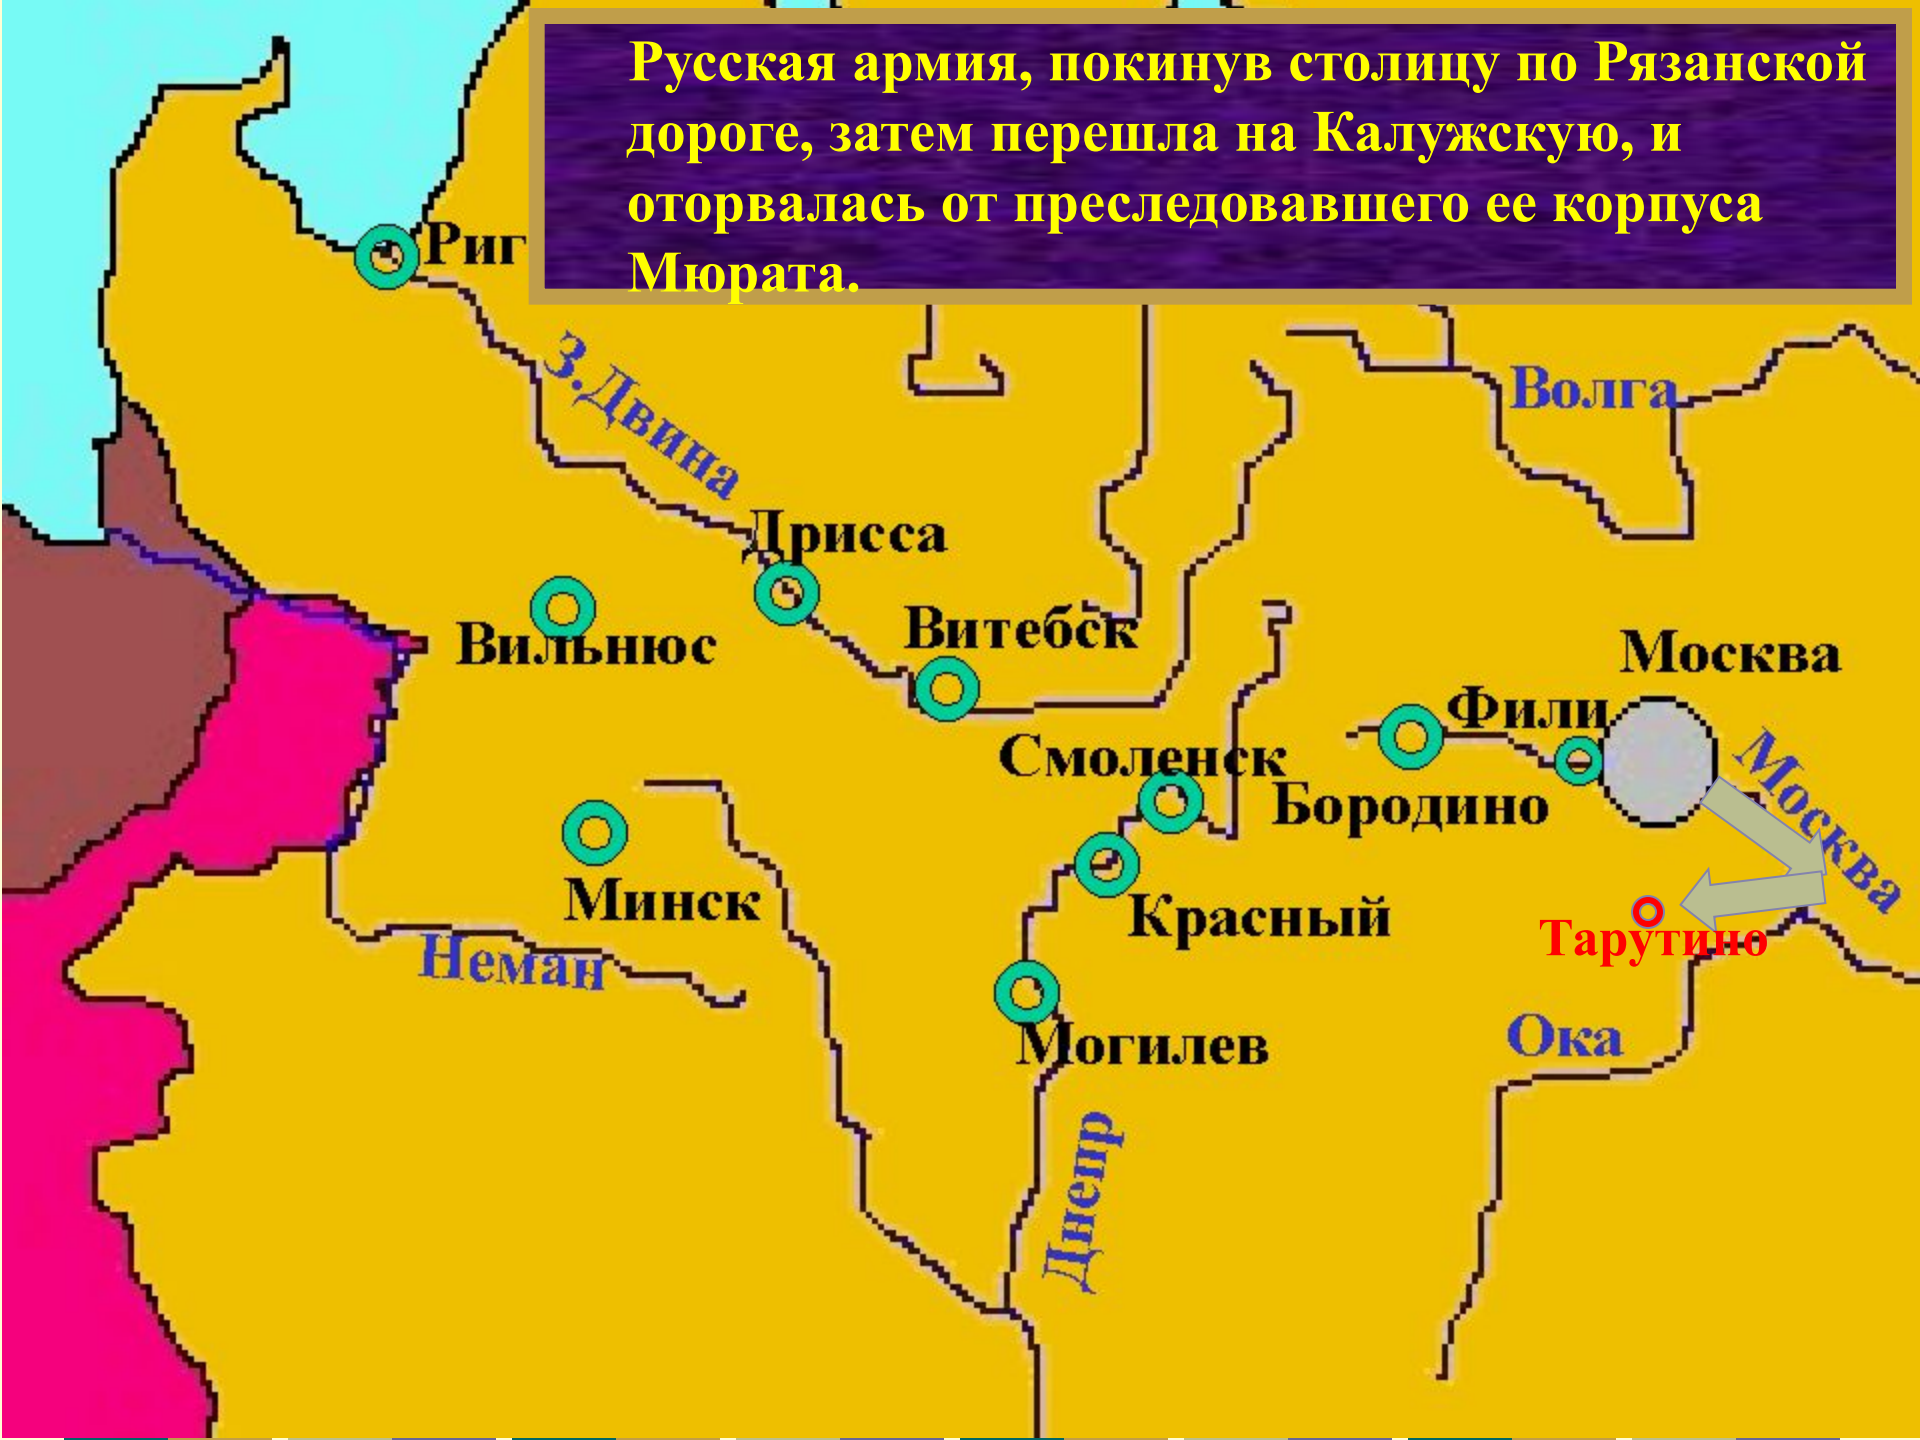 Русская армия, покинув столицу по Рязанской
дороге, затем перешла на Калужскую, и
оторвалась от преследовавшего ее корпуса
Мюрата.
Риг
З.Двина
Волга
Дрисса
Вильнюс
Витебск
Москва
Фили
Смоленск
Бородино
Москва
Минск
Красный
Тарутино
Неман
Ока
Могилев
Днепр